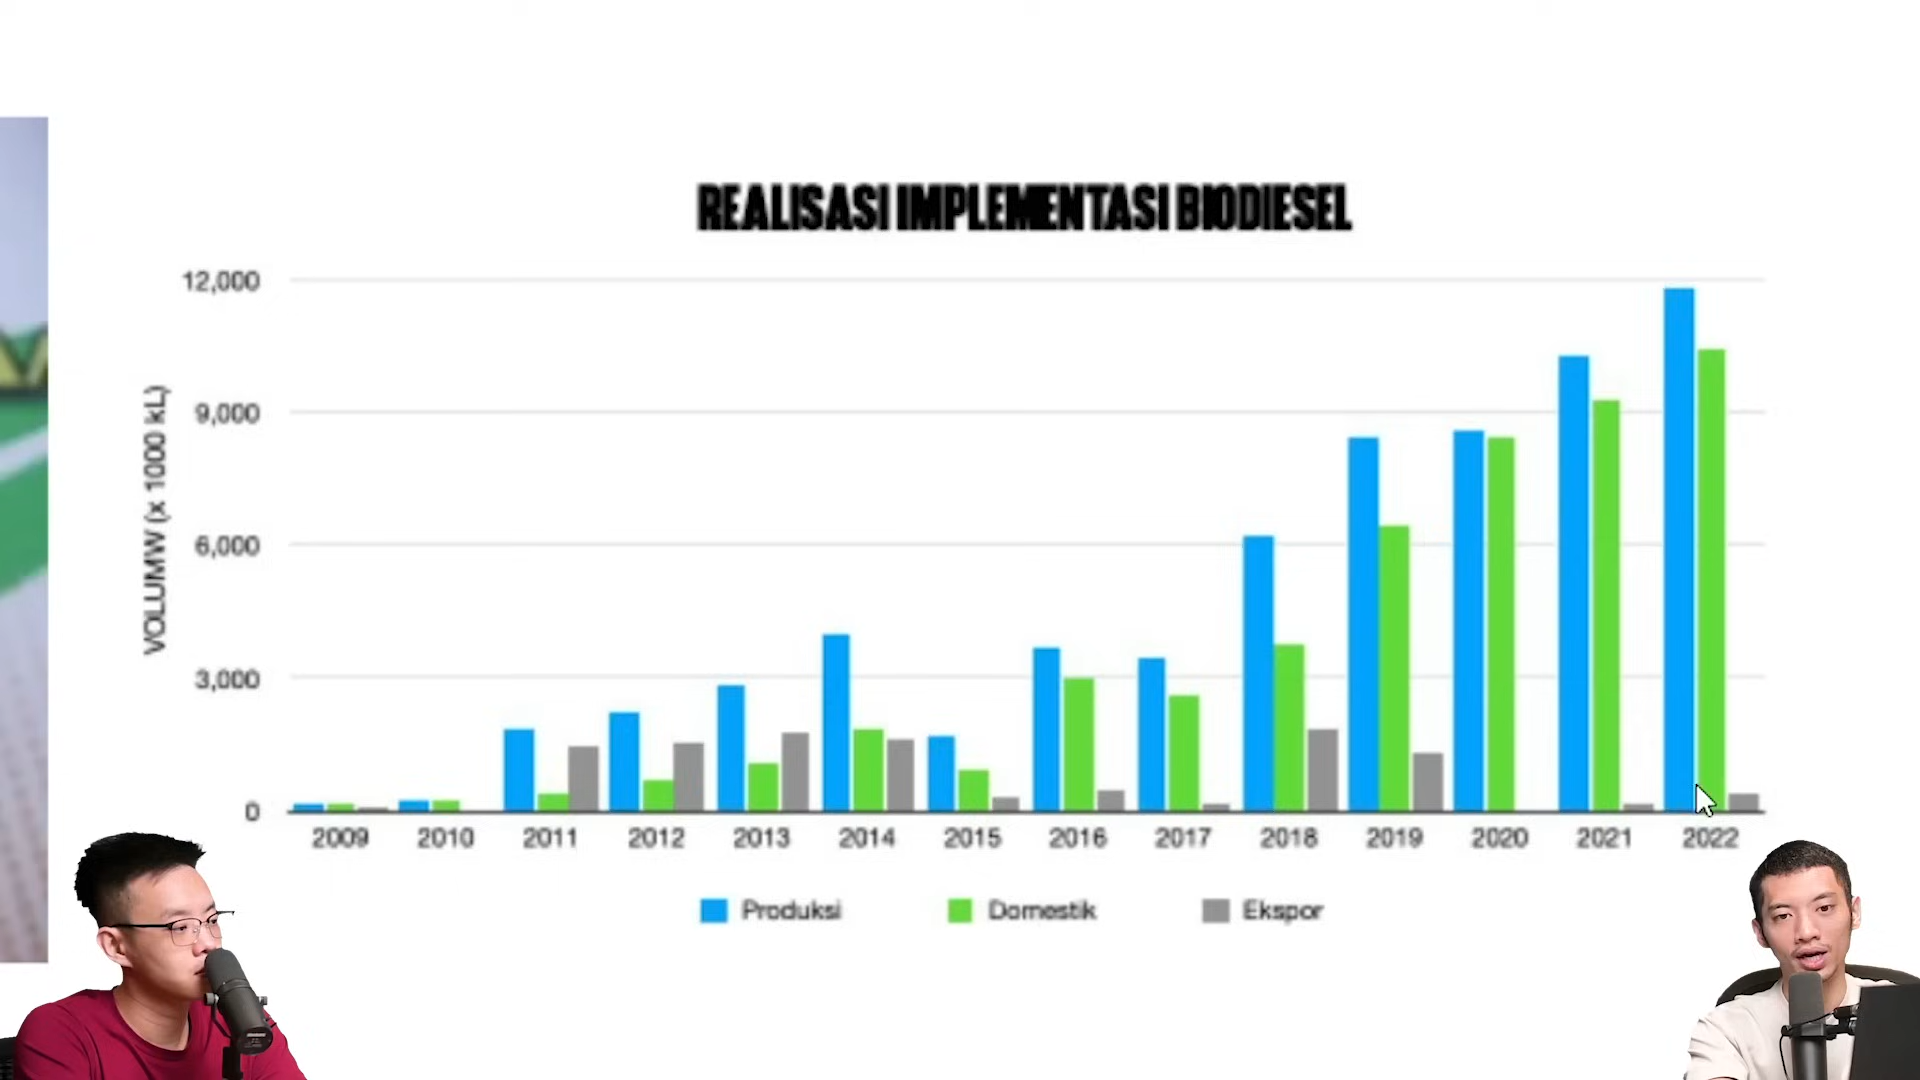 REALISASI IMPLEMENTASI BIODIESEL
12,000
9,000
6,000
3,000
0
VOLUMW (x 1000 kL)
2009 2010 2011 2012 2013 2014 2015 2016 2017 2018 2019 2020 2021 2022
Produksi Domestik Ekspor